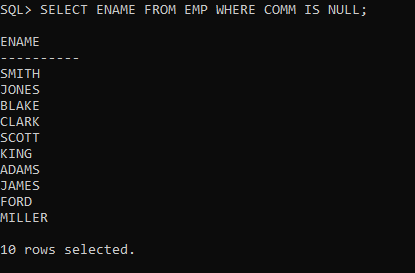 SQL> SELECT ENAME FROM EMP WHERE COMM IS NULL;
ENAME
----------
SMITH
JONES
BLAKE
CLARK
SCOTT
KING
ADAMS
JAMES
FORD
MILLER
10 rows selected.